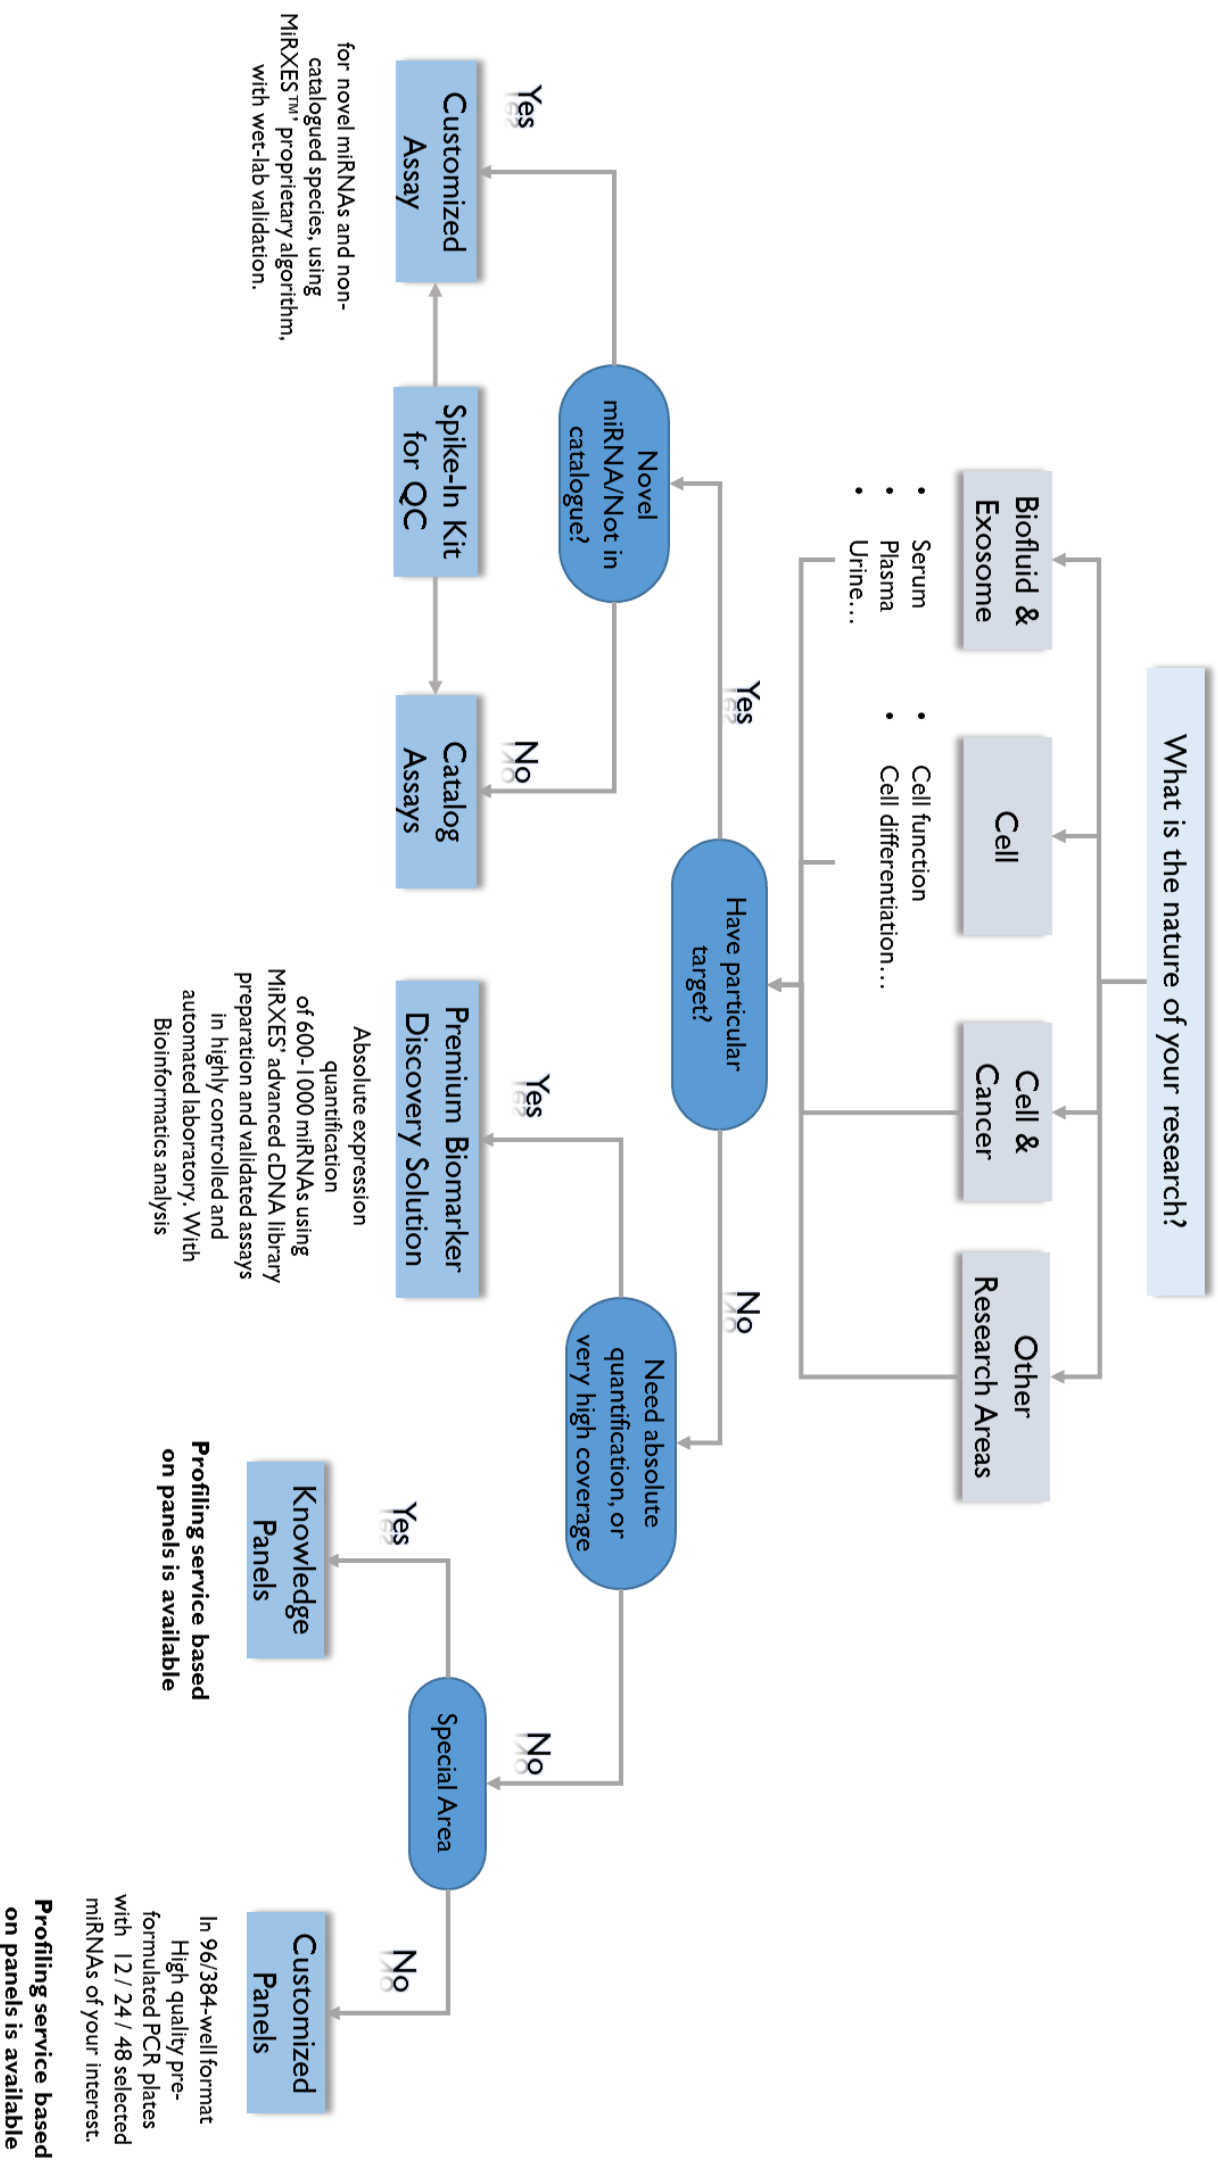 What is the nature of your research?
Biofluid &
Exosome
Cell
Cell &
Cancer
Other
Research Areas
• Serum
• Plasma
• Urine…
• Cell function
• Cell differentiation…
Have particular
target?
Yes
No
Novel
miRNA/Not in
catalogue?
Need absolute
quantification, or
very high coverage
Yes
No
Yes
No
Customized
Assay
Spike-In Kit
for QC
Catalog
Assays
Premium Biomarker
Discovery Solution
Special Area
for novel miRNAs and non-
catalogued species, using
MiRXES™' proprietary algorithm,
with wet-lab validation.
Absolute expression
quantification
of 600-1000 miRNAs using
MiRXES' advanced cDNA library
preparation and validated assays
in highly controlled and
automated laboratory. With
Bioinformatics analysis
Yes
No
Knowledge
Panels
Customized
Panels
Profiling service based
on panels is available
In 96/384-well format
High quality pre-
formulated PCR plates
with 12 / 24 / 48 selected
miRNAs of your interest.
Profiling service based
on panels is available